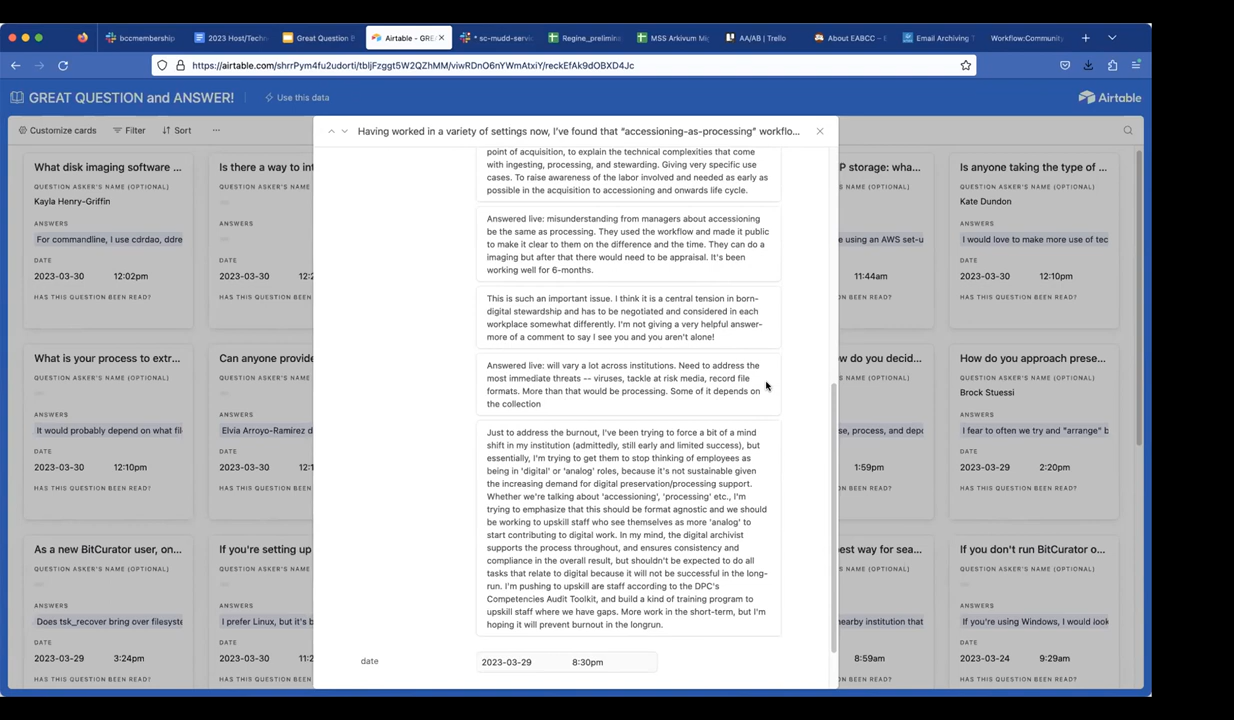 bccmembership
2023 Host/Tech
Great Question B
Airtable - GRE
* sc-mudd-servi
Regine_prelimin
MSS Arkivum Mi
AA/AB | Trello
About EABCC –
Email Archiving T
Workflow:Community
https://airtable.com/shrrPym4fu2udorti/tbljFzggt5W2QZhMM/viwRDnO6nYWmAtxiY/reckEfAk9dOBXD4Jc
GREAT QUESTION and ANSWER!
Use this data
Airtable
Customize cards
Filter
Sort
...
Having worked in a variety of settings now, I've found that “accessioning-as-processing” workflo...
What disk imaging software ...
QUESTION ASKER'S NAME (OPTIONAL)
Kayla Henry-Griffin
ANSWERS
For commandline, I use cdrdao, ddre
DATE
2023-03-30 12:02pm
HAS THIS QUESTION BEEN READ?
Is there a way to int
QUESTION ASKER'S NAM
ANSWERS
DATE
2023-03-30 12:2
HAS THIS QUESTION BEE
point of acquisition, to explain the technical complexities that come
with ingesting, processing, and stewarding. Giving very specific use
cases. To raise awareness of the labor involved and needed as early as
possible in the acquisition to accessioning and onwards life cycle.
Answered live: misunderstanding from managers about accessioning
be the same as processing. They used the workflow and made it public
to make it clear to them on the difference and the time. They can do a
imaging but after that there would need to be appraisal. It's been
working well for 6-months.
This is such an important issue. I think it is a central tension in born-
digital stewardship and has to be negotiated and considered in each
workplace somewhat differently. I'm not giving a very helpful answer-
more of a comment to say I see you and you aren't alone!
Answered live: will vary a lot across institutions. Need to address the
most immediate threats -- viruses, tackle at risk media, record file
formats. More than that would be processing. Some of it depends on
the collection
Just to address the burnout, I've been trying to force a bit of a mind
shift in my institution (admittedly, still early and limited success), but
essentially, I'm trying to get them to stop thinking of employees as
being in 'digital' or 'analog' roles, because it's not sustainable given
the increasing demand for digital preservation/processing support.
Whether we're talking about 'accessioning', 'processing' etc., I'm
trying to emphasize that this should be format agnostic and we should
be working to upskill staff who see themselves as more 'analog' to
start contributing to digital work. In my mind, the digital archivist
supports the process throughout, and ensures consistency and
compliance in the overall result, but shouldn't be expected to do all
tasks that relate to digital because it will not be successful in the long-
run. I'm pushing to upskill are staff according to the DPC's
Competencies Audit Toolkit, and build a kind of training program to
upskill staff where we have gaps. More work in the short-term, but I'm
hoping it will prevent burnout in the longrun.
date
2023-03-29 8:30pm
P storage: wha...
NAME (OPTIONAL)
e using an AWS set-u
11:44am
BEEN READ?
Is anyone taking the type of ...
QUESTION ASKER'S NAME (OPTIONAL)
Kate Dundon
ANSWERS
I would love to make more use of tec
DATE
2023-03-30 12:10pm
HAS THIS QUESTION BEEN READ?
What is your process to extr...
QUESTION ASKER'S NAME (OPTIONAL)
ANSWERS
It would probably depend on what fil
DATE
2023-03-30 12:10pm
HAS THIS QUESTION BEEN READ?
Can anyone provide
QUESTION ASKER'S NAM
ANSWERS
Elvia Arroyo-Ramirez d
DATE
2023-03-30 11:
HAS THIS QUESTION BEE
w do you decid...
NAME (OPTIONAL)
se, process, and depo
1:59pm
BEEN READ?
How do you approach prese...
QUESTION ASKER'S NAME (OPTIONAL)
Brock Stuessi
ANSWERS
I fear to often we try and "arrange" b
DATE
2023-03-29 2:20pm
HAS THIS QUESTION BEEN READ?
As a new BitCurator user, on...
QUESTION ASKER'S NAME (OPTIONAL)
ANSWERS
Does tsk_recover bring over filesyste
DATE
2023-03-29 3:24pm
HAS THIS QUESTION BEEN READ?
If you're setting up
QUESTION ASKER'S NAM
ANSWERS
I prefer Linux, but it's b
DATE
2023-03-29 11:2
HAS THIS QUESTION BEE
est way for sea...
NAME (OPTIONAL)
nearby institution that
8:59am
BEEN READ?
If you don't run BitCurator o...
QUESTION ASKER'S NAME (OPTIONAL)
ANSWERS
If you're using Windows, I would look
DATE
2023-03-24 9:29am
HAS THIS QUESTION BEEN READ?